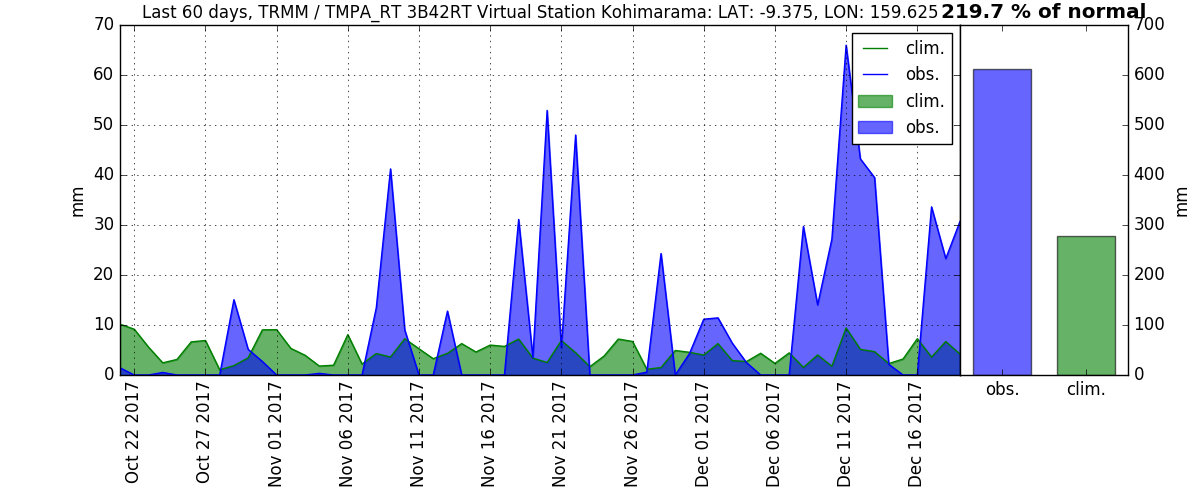 Last 60 days, TRMM / TMPA_RT 3B42RT Virtual Station Kohimarama: LAT: -9.375, LON: 159.625 219.7 % of normal
70
60
50
40
30
20
10
0
mm
clim.
obs.
clim.
obs.
Oct 22 2017
Oct 27 2017
Nov 01 2017
Nov 06 2017
Nov 11 2017
Nov 16 2017
Nov 21 2017
Nov 26 2017
Dec 01 2017
Dec 06 2017
Dec 11 2017
Dec 16 2017
700
600
500
400
300
200
100
0
mm
obs.
clim.